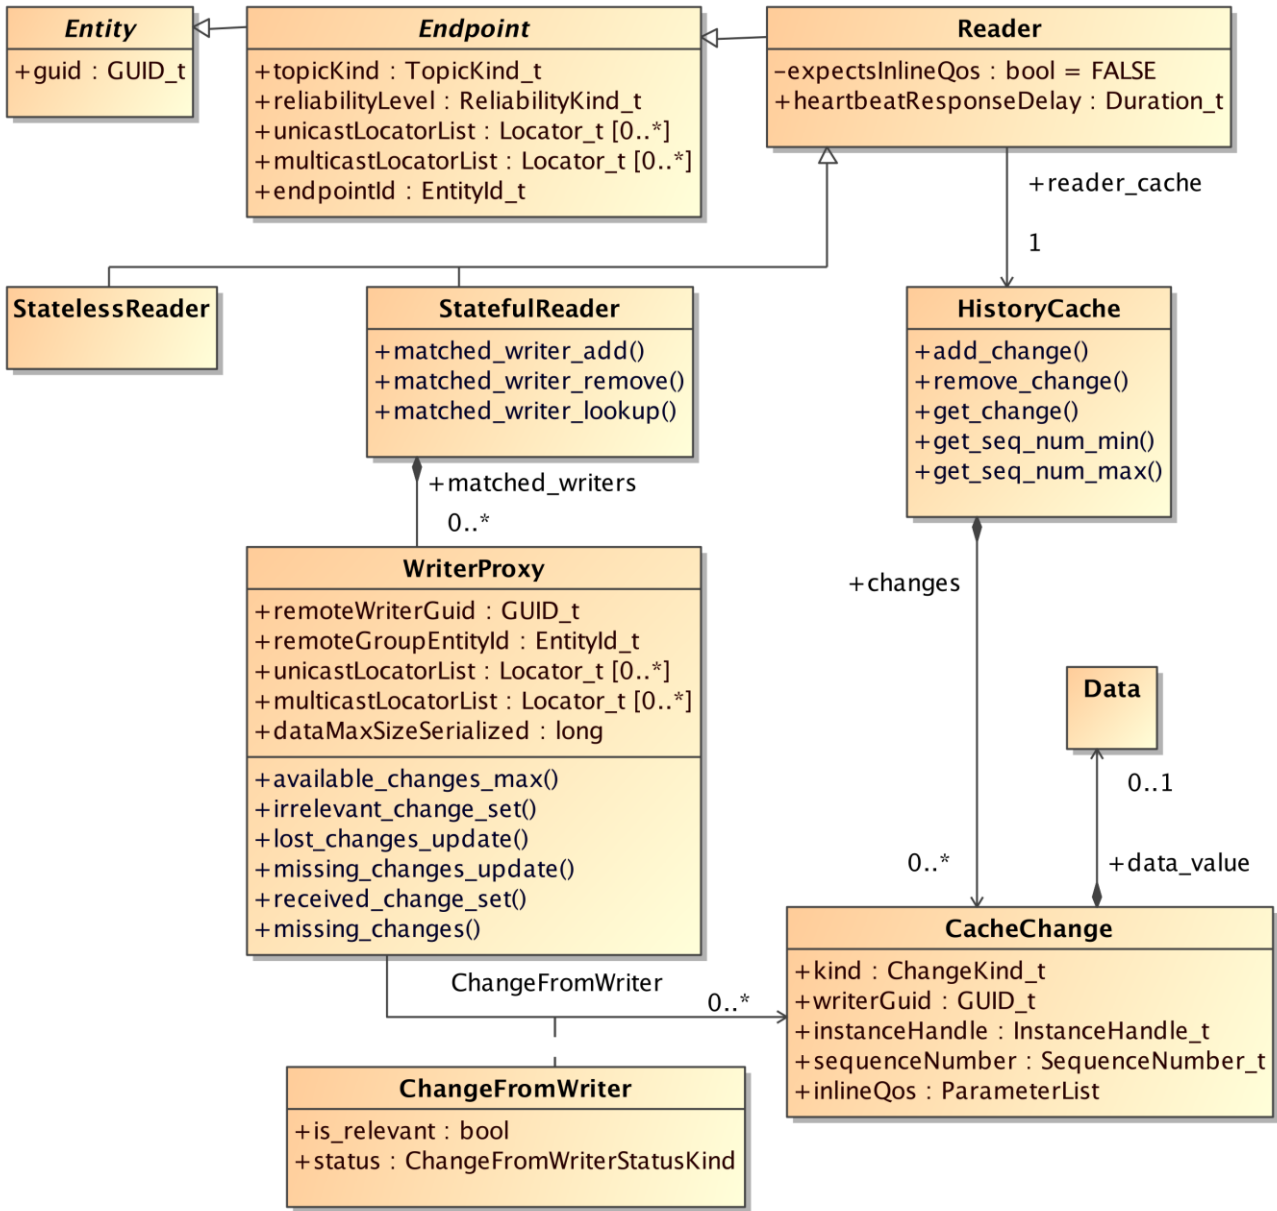 Entity
+guid : GUID_t
Endpoint
+topicKind : TopicKind_t
+reliabilityLevel : ReliabilityKind_t
+unicastLocatorList : Locator_t [0..*]
+multicastLocatorList : Locator_t [0..*]
+endpointId : EntityId_t
Reader
-expectsInlineQos : bool = FALSE
+heartbeatResponseDelay : Duration_t
+reader_cache
1
StatelessReader
StatefulReader
+matched_writer_add()
+matched_writer_remove()
+matched_writer_lookup()
HistoryCache
+add_change()
+remove_change()
+get_change()
+get_seq_num_min()
+get_seq_num_max()
+matched_writers
0..*
WriterProxy
+remoteWriterGuid : GUID_t
+remoteGroupEntityId : EntityId_t
+unicastLocatorList : Locator_t [0..*]
+multicastLocatorList : Locator_t [0..*]
+dataMaxSizeSerialized : long
+available_changes_max()
+irrelevant_change_set()
+lost_changes_update()
+missing_changes_update()
+received_change_set()
+missing_changes()
+changes
0..*
Data
0..1
+data_value
CacheChange
+kind : ChangeKind_t
+writerGuid : GUID_t
+instanceHandle : InstanceHandle_t
+sequenceNumber : SequenceNumber_t
+inlineQos : ParameterList
ChangeFromWriter
0..*
ChangeFromWriter
+is_relevant : bool
+status : ChangeFromWriterStatusKind